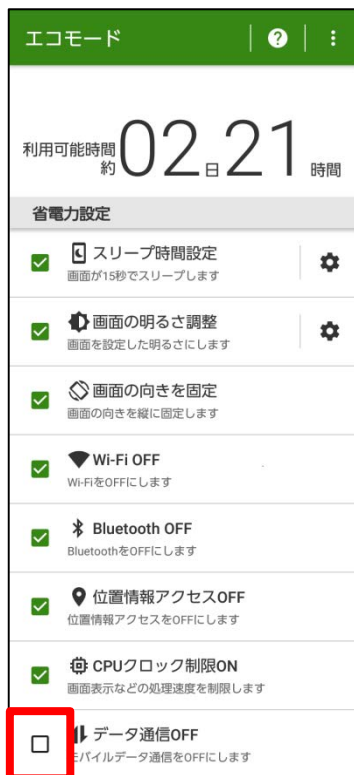 エコモード
利用可能時間
約 02日21時間
省電力設定
スリープ時間設定
画面が15秒でスリープします
画面の明るさ調整
画面を設定した明るさにします
画面の向きを固定
画面の向きを縦に固定します
Wi-Fi OFF
Wi-FiをOFFにします
Bluetooth OFF
BluetoothをOFFにします
位置情報アクセスOFF
位置情報アクセスをOFFにします
CPUクロック制限ON
画面表示などの処理速度を制限します
データ通信OFF
モバイルデータ通信をOFFにします